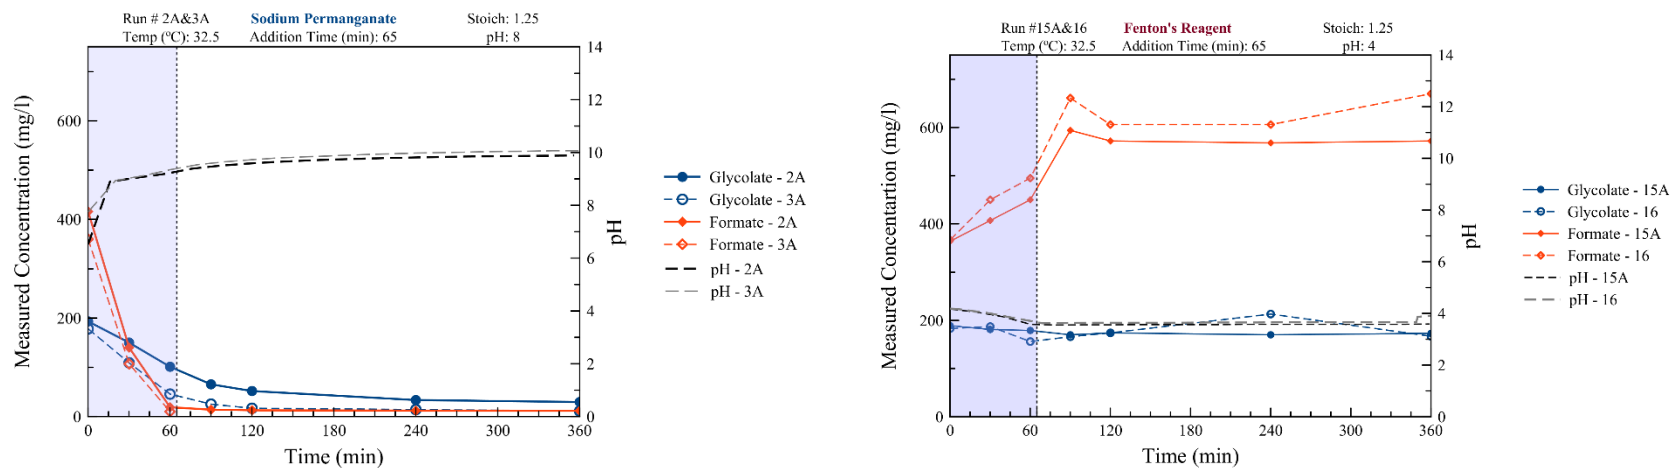 Run # 2A&3A Sodium Permanganate Stoich: 1.25
Temp (ºC): 32.5 Addition Time (min): 65 pH: 8
Measured Concentration (mg/l)
600
400
200
0
14
12
10
8
6
4
2
0
pH
0 60 120 180 240 300 360
Time (min)
Glycolate - 2A
Glycolate - 3A
Formate - 2A
Formate - 3A
pH - 2A
pH - 3A
Run #15A&16 Fenton's Reagent Stoich: 1.25
Temp (ºC): 32.5 Addition Time (min): 65 pH: 4
Measured Concentartion (mg/l)
600
400
200
0
14
12
10
8
6
4
2
0
pH
0 60 120 180 240 300 360
Time (min)
Glycolate - 15A
Glycolate - 16
Formate - 15A
Formate - 16
pH - 15A
pH - 16